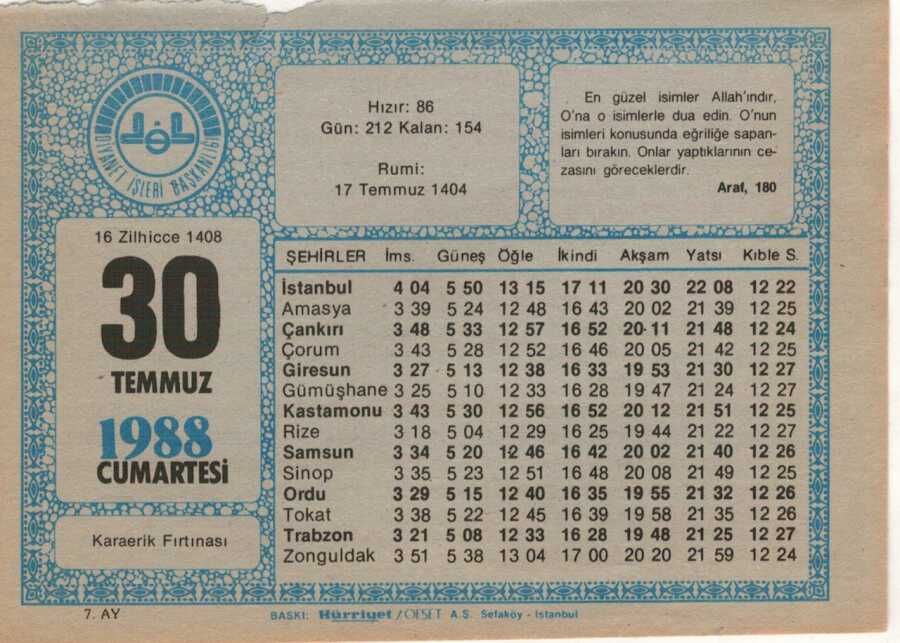 DİYANET İŞLERİ BAŞKANLIĞI
Hızır: 86
Gün: 212 Kalan: 154
Rumi:
17 Temmuz 1404
En güzel isimler Allah'ındır,
O'na o isimlerle dua edin. O'nun
isimleri konusunda eğriliğe sapan-
ları bırakın. Onlar yaptıklarının ce-
zasını göreceklerdir.
Araf, 180
16 Zilhicce 1408
30
TEMMUZ
1988
CUMARTESİ
Karaerik Fırtınası
ŞEHİRLER İms. Güneş Öğle İkindi Akşam Yatsı Kıble S.
İstanbul 4 04 5 50 13 15 17 11 20 30 22 08 12 22
Amasya 3 39 5 24 12 48 16 43 20 02 21 39 12 25
Çankırı 3 48 5 33 12 57 16 52 20 11 21 48 12 24
Çorum 3 43 5 28 12 52 16 46 20 05 21 42 12 25
Giresun 3 27 5 13 12 38 16 33 19 53 21 30 12 27
Gümüşhane 3 25 5 10 12 33 16 28 19 47 21 24 12 27
Kastamonu 3 43 5 30 12 56 16 52 20 12 21 51 12 25
Rize 3 18 5 04 12 29 16 25 19 44 21 22 12 27
Samsun 3 34 5 20 12 46 16 42 20 02 21 40 12 26
Sinop 3 35 5 23 12 51 16 48 20 08 21 49 12 25
Ordu 3 29 5 15 12 40 16 35 19 55 21 32 12 26
Tokat 3 38 5 22 12 45 16 39 19 58 21 35 12 26
Trabzon 3 21 5 08 12 33 16 28 19 48 21 25 12 27
Zonguldak 3 51 5 38 13 04 17 00 20 20 21 59 12 24
7. AY
BASKI: Hürriyet / OFSET A.Ş. Sefaköy - İstanbul